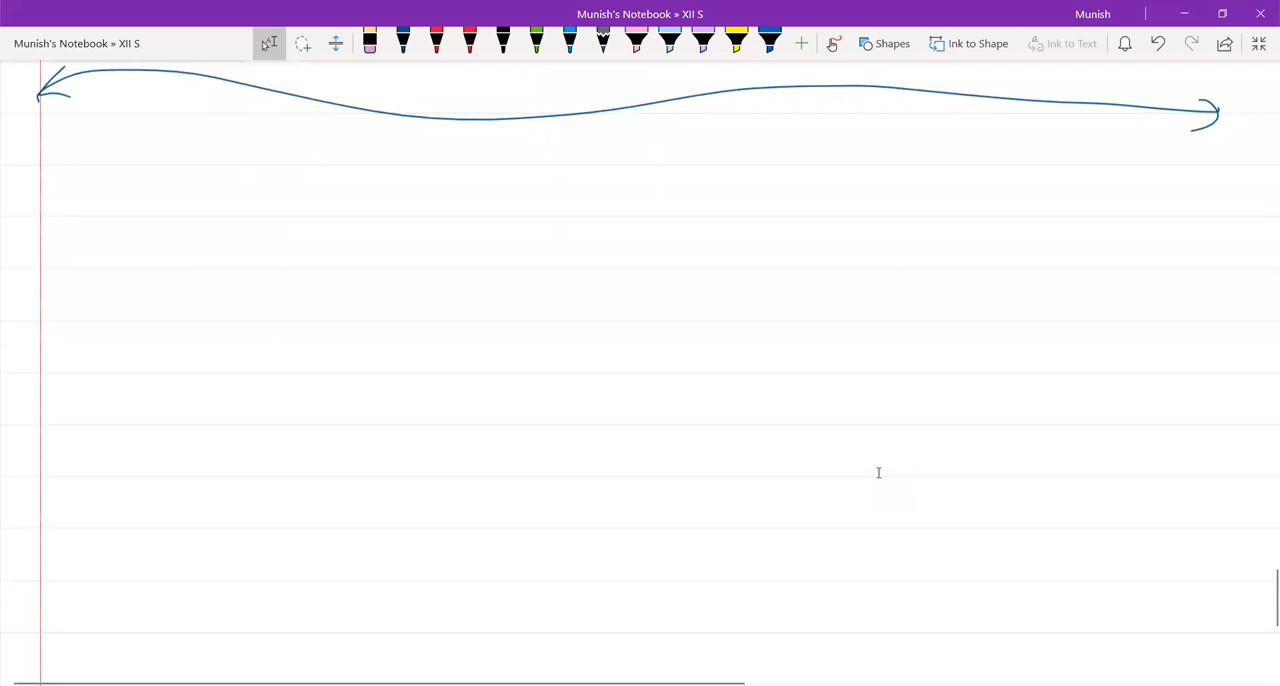 Munish's Notebook » XII S
Munish
Munish's Notebook » XII S
Shapes
Ink to Shape
Ink to Text